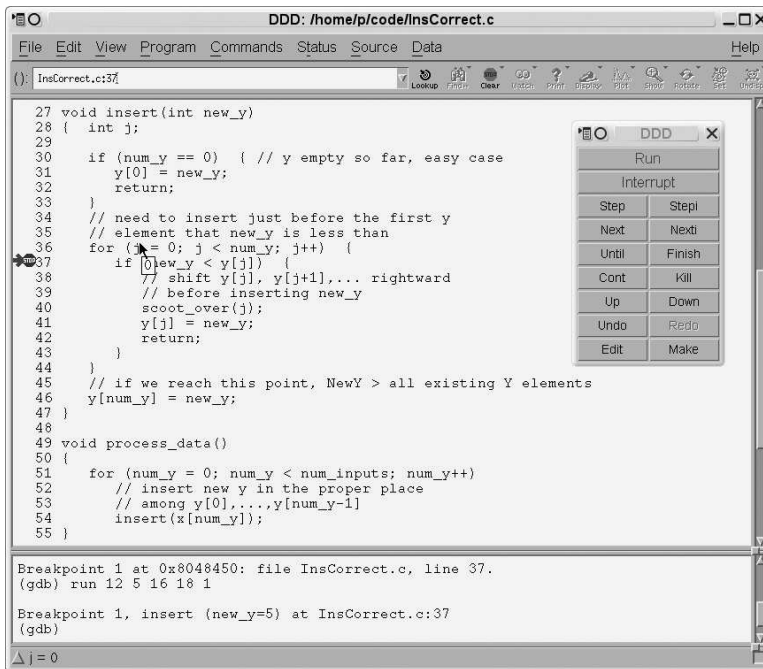 DDD: /home/p/code/InsCorrect.c
File Edit View Program Commands Status Source Data Help
(): InsCorrect.c:37
Lookup Find» Clear Watch Print Display Plot Show Rotate Set Undisp
27 void insert(int new_y)
28 { int j;
29
30 if (num_y == 0) { // y empty so far, easy case
31 y[0] = new_y;
32 return;
33 }
34 // need to insert just before the first y
35 // element that new_y is less than
36 for (j = 0; j < num_y; j++) {
37 if 0 new_y < y[j]) {
38 // shift y[j], y[j+1],... rightward
39 // before inserting new_y
40 scoot_over(j);
41 y[j] = new_y;
42 return;
43 }
44 }
45 // if we reach this point, NewY > all existing Y elements
46 y[num_y] = new_y;
47 }
48
49 void process_data()
50 {
51 for (num_y = 0; num_y < num_inputs; num_y++)
52 // insert new y in the proper place
53 // among y[0],...,y[num_y-1]
54 insert(x[num_y]);
55 }
DDD
Run
Interrupt
Step Stepi
Next Nexti
Until Finish
Cont Kill
Up Down
Undo Redo
Edit Make
Breakpoint 1 at 0x8048450: file InsCorrect.c, line 37.
(gdb) run 12 5 16 18 1
Breakpoint 1, insert (new_y=5) at InsCorrect.c:37
(gdb)
j = 0